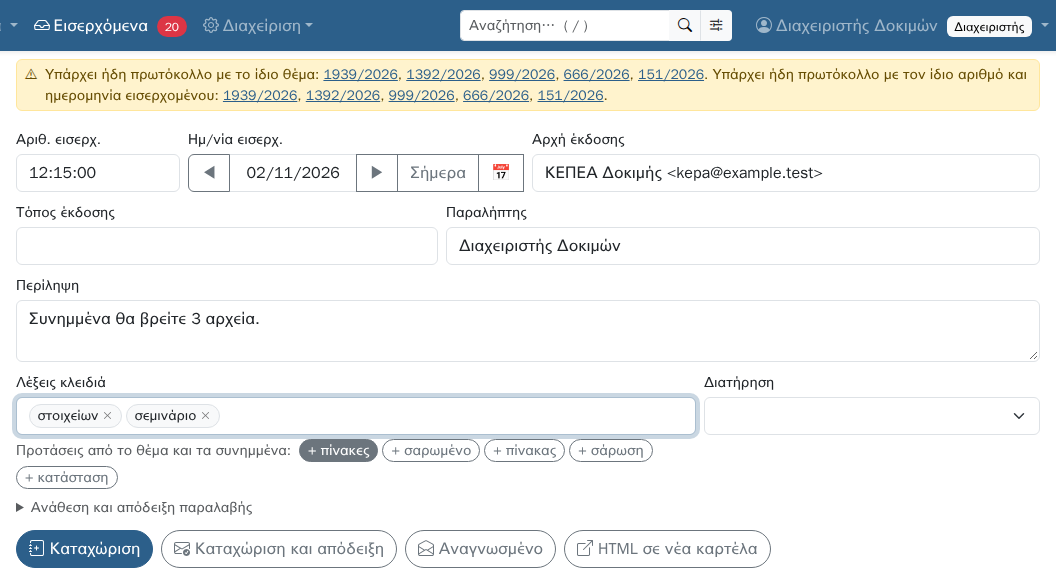 Εισερχόμενα 20 Διαχείριση Αναζήτηση… ( / ) Διαχειριστής Δοκιμών Διαχειριστής
⚠ Υπάρχει ήδη πρωτόκολλο με το ίδιο θέμα: 1939/2026, 1392/2026, 999/2026, 666/2026, 151/2026. Υπάρχει ήδη πρωτόκολλο με τον ίδιο αριθμό και
ημερομηνία εισερχομένου: 1939/2026, 1392/2026, 999/2026, 666/2026, 151/2026.
Αριθ. εισερχ. Ημ/νία εισερχ. Αρχή έκδοσης
12:15:00 ◀ 02/11/2026 ▶ Σήμερα ΚΕΠΕΑ Δοκιμής <kepa@example.test>
Τόπος έκδοσης Παραλήπτης
Διαχειριστής Δοκιμών
Περίληψη
Συνημμένα θα βρείτε 3 αρχεία.
Λέξεις κλειδιά Διατήρηση
στοιχείων × σεμινάριο ×
Προτάσεις από το θέμα και τα συνημμένα: + πίνακες + σαρωμένο + πίνακας + σάρωση
+ κατάσταση
▶ Ανάθεση και απόδειξη παραλαβής
Καταχώριση Καταχώριση και απόδειξη Αναγνωσμένο HTML σε νέα καρτέλα